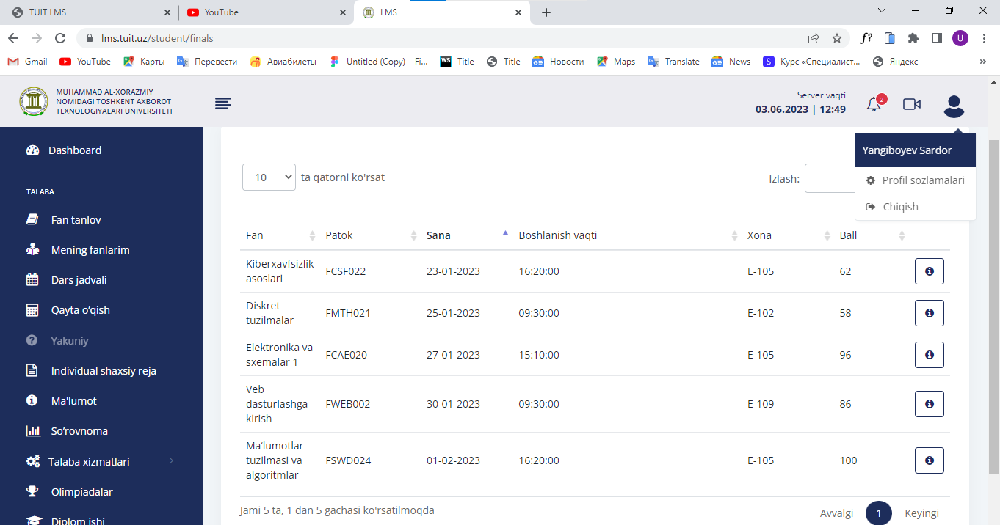 TUIT LMS
YouTube
LMS
lms.tuit.uz/student/finals
f?
U
Gmail
YouTube
Карты
Перевести
Авиабилеты
Untitled (Copy) – Fi...
WS
Title
Title
Новости
Maps
Translate
News
S
Курс «Специалист...
Яндекс
»
MUHAMMAD AL-XORAZMIY
NOMIDAGI TOSHKENT AXBOROT
TEXNOLOGIYALARI UNIVERSITETI
Server vaqti
03.06.2023 | 12:49
2
Yangiboyev Sardor
Profil sozlamalari
Chiqish
Dashboard
TALABA
Fan tanlov
Mening fanlarim
Dars jadvali
Qayta o‘qish
Yakuniy
Individual shaxsiy reja
Ma'lumot
So‘rovnoma
Talaba xizmatlari
Olimpiadalar
Diplom ishi
10 ta qatorni ko'rsat
Izlash:
Fan Patok Sana Boshlanish vaqti Xona Ball
Kiberxavfsizlik
asoslari
FCSF022 23-01-2023 16:20:00 E-105 62
Diskret
tuzilmalar
FMTH021 25-01-2023 09:30:00 E-102 58
Elektronika va
sxemalar 1
FCAE020 27-01-2023 15:10:00 E-105 96
Veb
dasturlashga
kirish
FWEB002 30-01-2023 09:30:00 E-109 86
Ma’lumotlar
tuzilmasi va
algoritmlar
FSWD024 01-02-2023 16:20:00 E-105 100
Jami 5 ta, 1 dan 5 gachasi ko'rsatilmoqda
Avvalgi 1 Keyingi